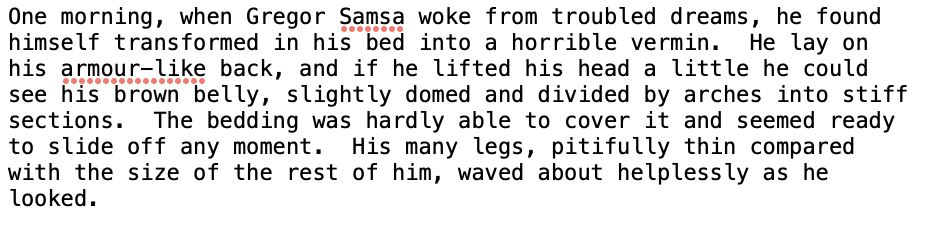 One morning, when Gregor Samsa woke from troubled dreams, he found
himself transformed in his bed into a horrible vermin.  He lay on
his armour-like back, and if he lifted his head a little he could
see his brown belly, slightly domed and divided by arches into stiff
sections.  The bedding was hardly able to cover it and seemed ready
to slide off any moment.  His many legs, pitifully thin compared
with the size of the rest of him, waved about helplessly as he
looked.